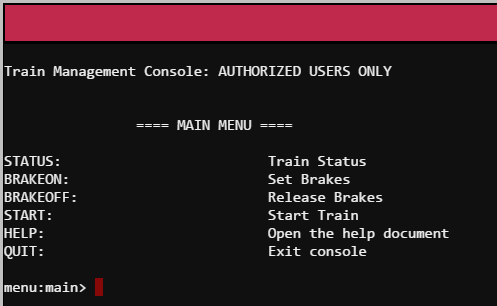 Train Management Console: AUTHORIZED USERS ONLY
==== MAIN MENU ====
STATUS: Train Status
BRAKEON: Set Brakes
BRAKEOFF: Release Brakes
START: Start Train
HELP: Open the help document
QUIT: Exit console
menu:main>